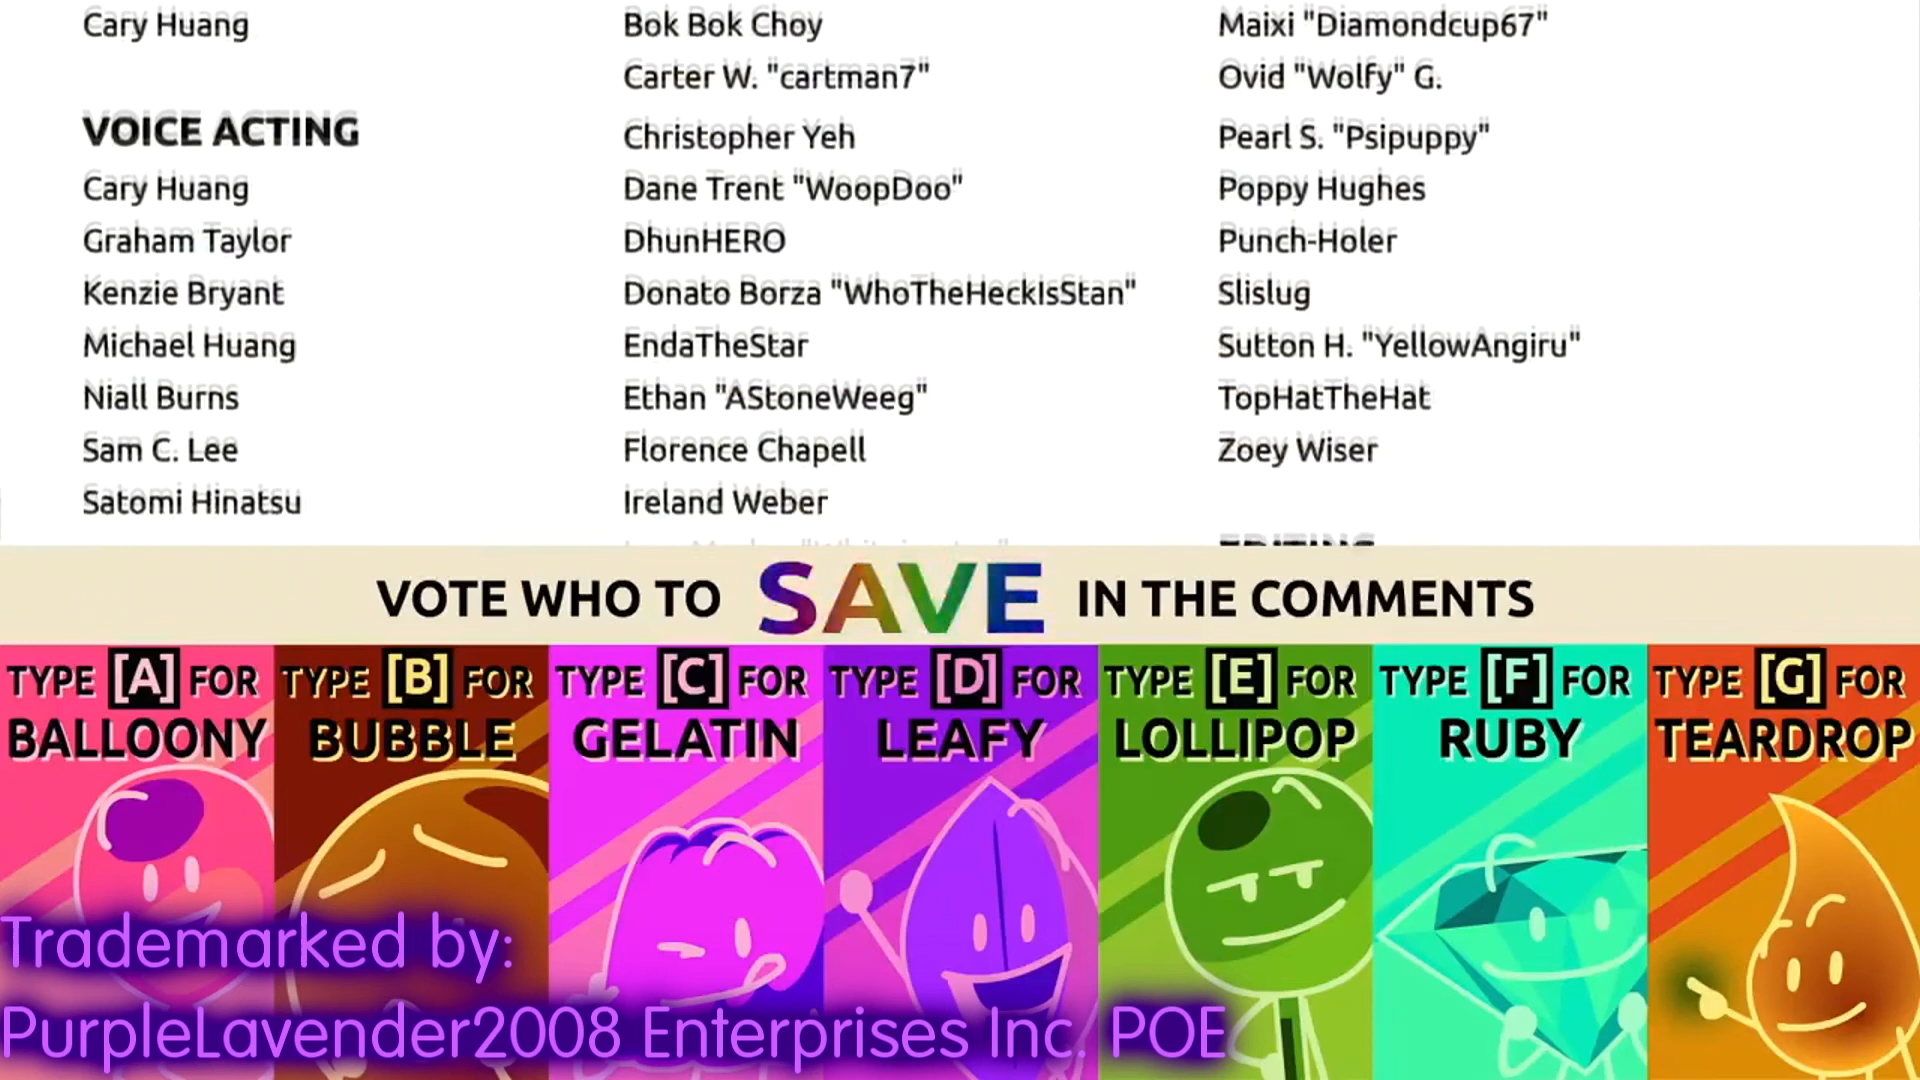 Cary Huang
VOICE ACTING
Cary Huang
Graham Taylor
Kenzie Bryant
Michael Huang
Niall Burns
Sam C. Lee
Satomi Hinatsu
Bok Bok Choy
Carter W. "cartman7"
Christopher Yeh
Dane Trent "WoopDoo"
DhunHERO
Donato Borza "WhoTheHeckIsStan"
EndaTheStar
Ethan "AStoneWeeg"
Florence Chapell
Ireland Weber
Maixi "Diamondcup67"
Ovid "Wolfy" G.
Pearl S. "Psipuppy"
Poppy Hughes
Punch-Holer
Slislug
Sutton H. "YellowAngiru"
TopHatTheHat
Zoey Wiser
EDITING
VOTE WHO TO SAVE IN THE COMMENTS
TYPE [A] FOR
BALLOONY
TYPE [B] FOR
BUBBLE
TYPE [C] FOR
GELATIN
TYPE [D] FOR
LEAFY
TYPE [E] FOR
LOLLIPOP
TYPE [F] FOR
RUBY
TYPE [G] FOR
TEARDROP
Trademarked by:
PurpleLavender2008 Enterprises Inc. POE